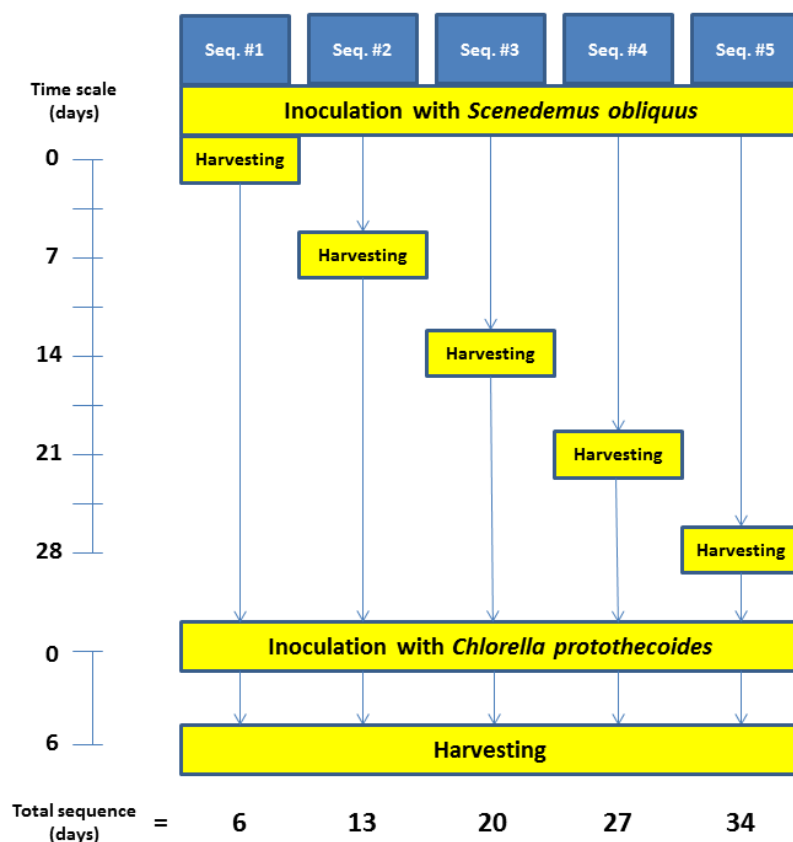 Seq. #1 Seq. #2 Seq. #3 Seq. #4 Seq. #5
Time scale
(days)
Inoculation with Scenedemus obliquus
0 Harvesting
7 Harvesting
14 Harvesting
21 Harvesting
28 Harvesting
0 Inoculation with Chlorella protothecoides
6 Harvesting
Total sequence
(days) = 6 13 20 27 34